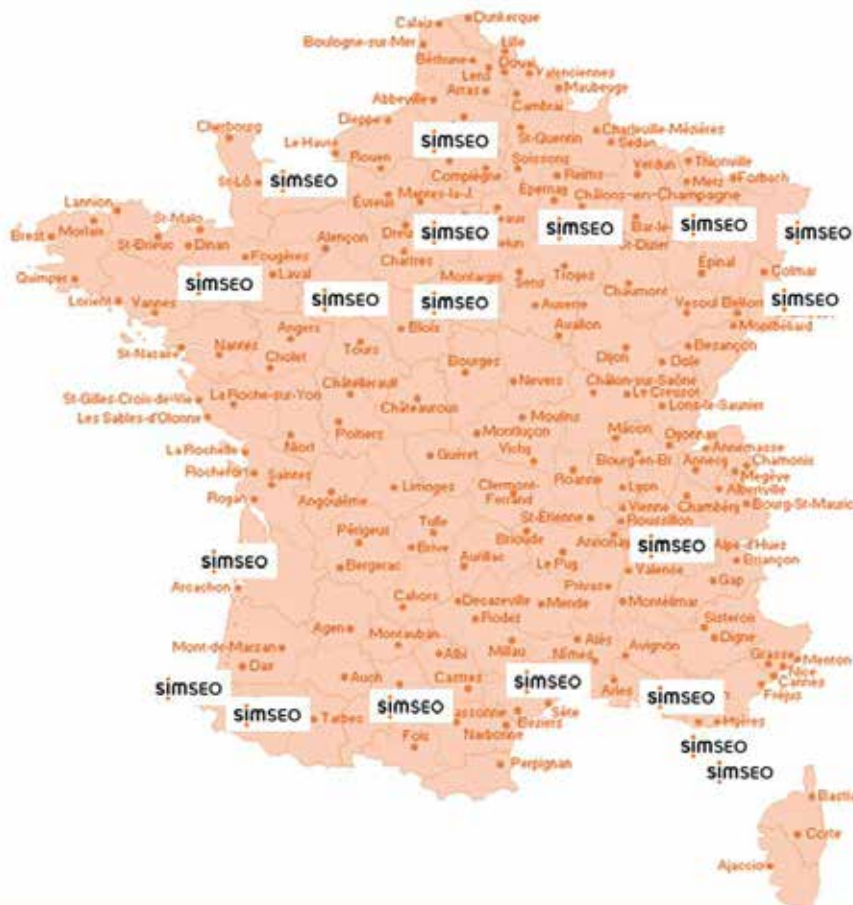 Calais
Dunkerque
Boulogne-sur-Mer
Lille
Béthune
Douai
Lens
Valenciennes
Arras
Maubeuge
Abbeville
Cambrai
Dieppe
Cherbourg
St-Quentin
Charleville-Mézières
Sedan
Le Havre
simseo
Rouen
Soissons
Verdun
Thionville
St-Lô
simseo
Compiègne
Reims
Metz
Forbach
Évreux
Mantes-la-J.
Épernay
Châlons-en-Champagne
Lannion
St-Malo
simseo
simseo
Bar-le-
simseo
simseo
Brest
Morlaix
St-Brieuc
Dinan
Alençon
St-Dizier
Fougères
Chartres
Épinal
Quimper
Laval
Montargis
Sens
Troyes
Colmar
simseo
simseo
simseo
Chaumont
simseo
Lorient
Vannes
Auxerre
Vesoul
Belfort
Blois
Avallon
Montbéliard
Angers
Besançon
St-Nazaire
Nantes
Cholet
Tours
Dijon
Dole
Bourges
Nevers
St-Gilles-Croix-de-Vie
La Roche-sur-Yon
Châtellerault
Châteauroux
Châlon-sur-Saône
Le Creusot
Lons-le-Saunier
Les Sables-d'Olonne
Moulins
Niort
Poitiers
Montluçon
Mâcon
Oyonnax
La Rochelle
Guéret
Vichy
Bourg-en-Br.
Annemasse
Annecy
Chamonix
Rochefort
Saintes
Roanne
Megève
Royan
Angoulême
Limoges
Clermont-
Ferrand
Lyon
Albertville
Chambéry
Bourg-St-Mauric
Vienne
St-Étienne
Roussillon
Périgueux
Tulle
Brive
Brioude
Annonay
simseo
Alpe-d'Huez
simseo
Bergerac
Aurillac
Le Puy
Valence
Briançon
Arcachon
Privas
Gap
Cahors
Decazeville
Mende
Montélimar
Rodez
Sisteron
Agen
Montauban
Digne
Mont-de-Marsan
Albi
Millau
Alès
Avignon
Dax
Nîmes
Grasse
Menton
Nice
Auch
Castres
simseo
Arles
simseo
Cannes
Fréjus
simseo
simseo
simseo
Tarbes
Sète
Béziers
Hyères
Foix
Narbonne
simseo
Perpignan
simseo
Bastia
Corte
Ajaccio